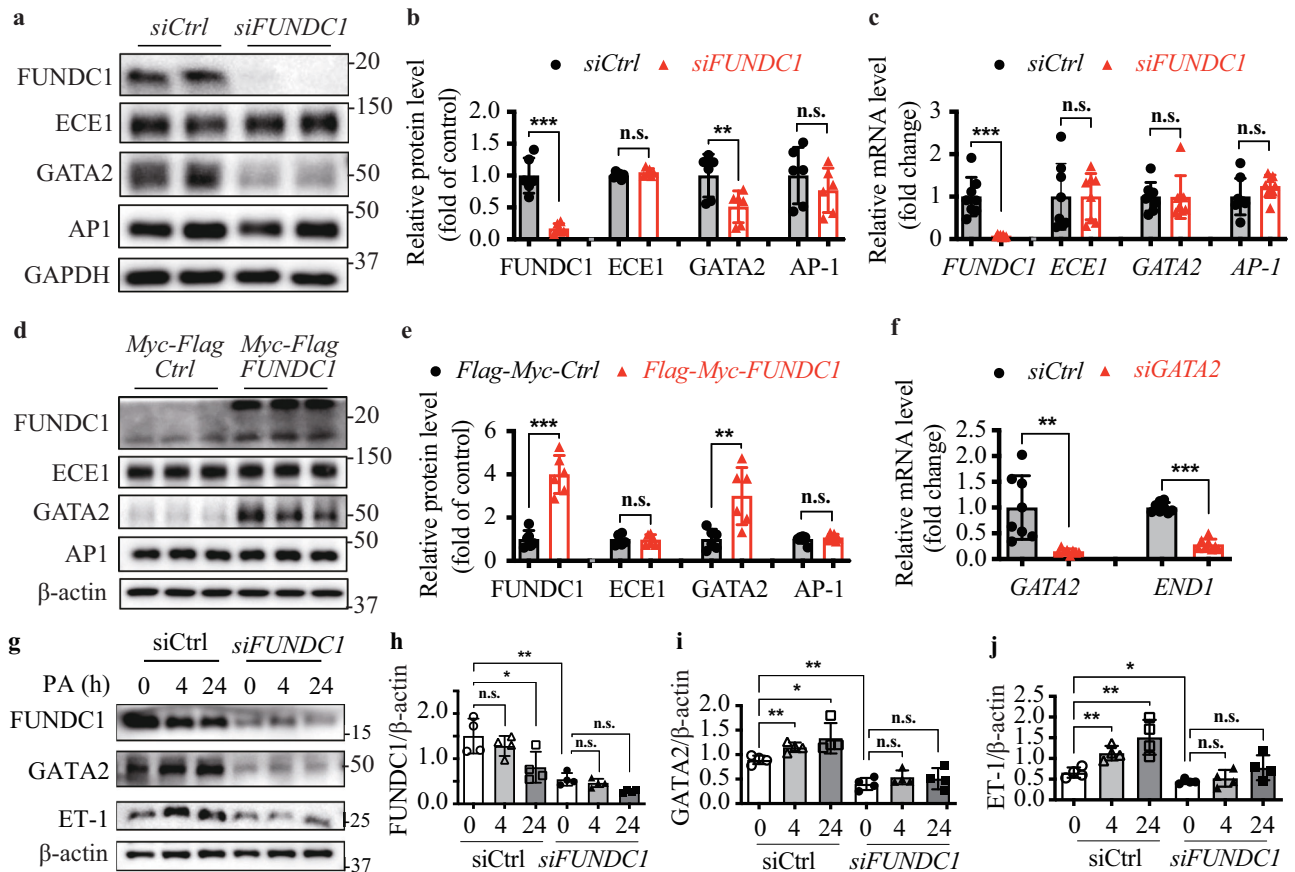 a
siCtrl siFUNDC1
FUNDC1 -20
-150
ECE1
GATA2 -50
AP1 -50
GAPDH -37
b
siCtrl siFUNDC1
Relative protein level
(fold of control)
2.0
1.5
1.0
0.5
0.0
*** n.s. ** n.s.
FUNDC1 ECE1 GATA2 AP-1
c
siCtrl siFUNDC1
Relative mRNA level
(fold change)
3
2
1
0
*** n.s. n.s. n.s.
FUNDC1 ECE1 GATA2 AP-1
d
Myc-Flag Myc-Flag
Ctrl FUNDC1
FUNDC1 -20
ECE1 -150
GATA2 -50
AP1 -50
β-actin -37
e
Flag-Myc-Ctrl Flag-Myc-FUNDC1
Relative protein level
(fold of control)
6
4
2
0
*** n.s. ** n.s.
FUNDC1 ECE1 GATA2 AP-1
f
siCtrl siGATA2
Relative mRNA level
(fold change)
2.5
2.0
1.5
1.0
0.5
0.0
** ***
GATA2 END1
g
siCtrl siFUNDC1
PA (h) 0 4 24 0 4 24
FUNDC1 -15
GATA2 -50
ET-1 -25
β-actin -37
h
FUNDC1/β-actin
2.0
1.5
1.0
0.5
0.0
**
*
n.s. n.s.
n.s.
0 4 24 0 4 24
siCtrl siFUNDC1
i
GATA2/β-actin
2.0
1.5
1.0
0.5
0.0
**
*
** n.s.
n.s.
0 4 24 0 4 24
siCtrl siFUNDC1
j
ET-1/β-actin
2.0
1.5
1.0
0.5
0.0
*
**
** n.s.
n.s.
0 4 24 0 4 24
siCtrl siFUNDC1